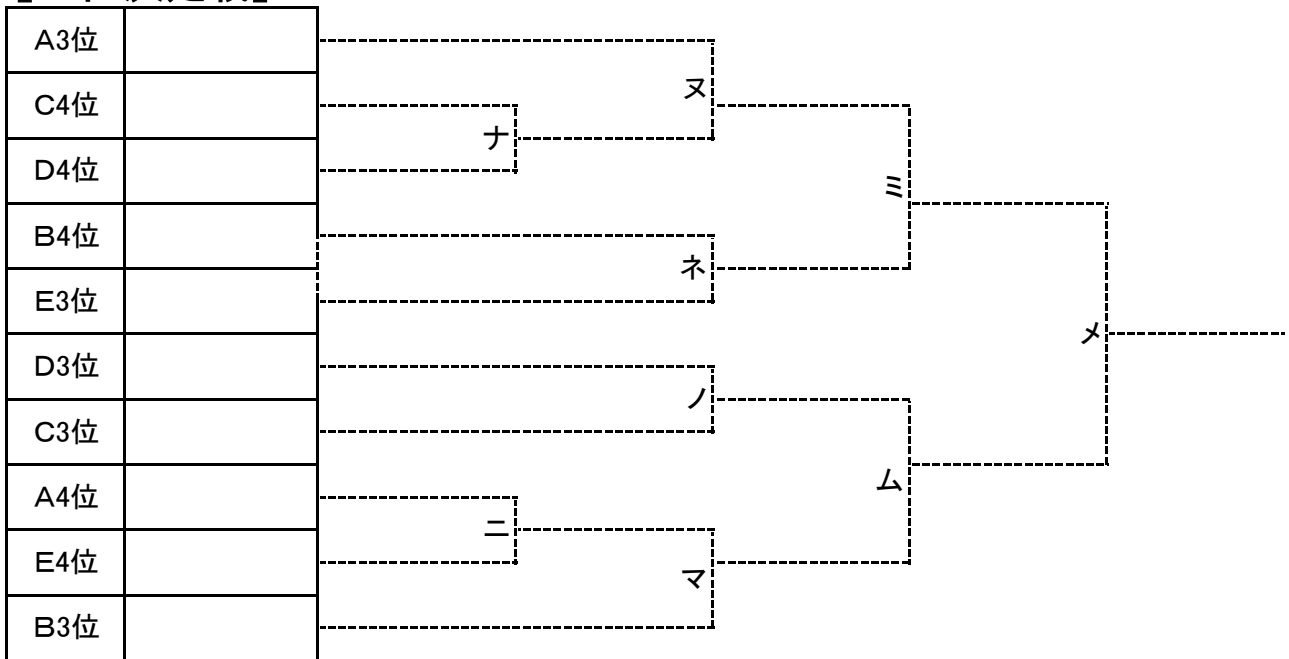 A3位
ヌ
C4位
ナ
D4位
ミ
B4位
ネ
E3位
メ
D3位
ノ
C3位
ム
A4位
ニ
E4位
マ
B3位